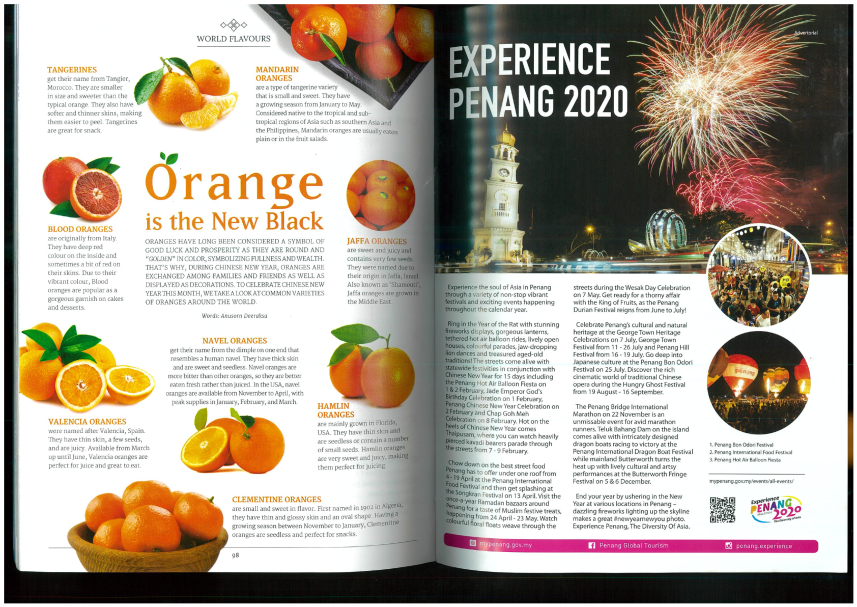 WORLD FLAVOURS
TANGERINES
get their name from Tangier,
Morocco. They are smaller
in size and sweeter than the
typical orange. They also have
softer and thinner skins, making
them easier to peel. Tangerines
are great for snack.
MANDARIN
ORANGES
are a type of tangerine variety
that is small and sweet. They have
a growing season from January to May.
Considered native to the tropical and sub-
tropical regions of Asia such as southern Asia and
the Philippines, Mandarin oranges are usually eaten
plain or in the fruit salads.
BLOOD ORANGES
are originally from Italy.
They have deep red
colour on the inside and
sometimes a bit of red on
their skins. Due to their
vibrant colour, Blood
oranges are popular as a
gorgeous garnish on cakes
and desserts.
Orange
is the New Black
ORANGES HAVE LONG BEEN CONSIDERED A SYMBOL OF
GOOD LUCK AND PROSPERITY AS THEY ARE ROUND AND
"GOLDEN" IN COLOR, SYMBOLIZING FULLNESS AND WEALTH.
THAT'S WHY, DURING CHINESE NEW YEAR, ORANGES ARE
EXCHANGED AMONG FAMILIES AND FRIENDS AS WELL AS
DISPLAYED AS DECORATIONS. TO CELEBRATE CHINESE NEW
YEAR THIS MONTH, WE TAKE A LOOK AT COMMON VARIETIES
OF ORANGES AROUND THE WORLD.
Words: Anusorn
JAFFA ORANGES
are sweet and juicy and
contains very few seeds.
They were named due to
their origin in Jaffa, Israel.
Also known as "Shamouti",
Jaffa oranges are grown in
the Middle East.
NAVEL ORANGES
get their name from the dimple on one end that
resembles a human navel. They have thick skin
and are sweet and seedless. Navel oranges are
more bitter than other oranges, so they are better
eaten fresh rather than juiced. In the USA, navel
oranges are available from November to April, with
peak supplies in January, February, and March.
VALENCIA ORANGES
were named after Valencia, Spain.
They have thin skin, a few seeds,
and are juicy. Available from March
up until June, Valencia oranges are
perfect for juice and great to eat.
HAMLIN
ORANGES
are mainly grown in Florida,
USA. They have thin skin and
are seedless or contain a number
of small seeds. Hamlin oranges
are very sweet and juicy, making
them perfect for juicing.
CLEMENTINE ORANGES
are small and sweet in flavor. First named in 1902 in Algeria,
they have thin and glossy skin and an oval shape. Having a
growing season between November to January, Clementine
oranges are seedless and perfect for snacks.
98
Advertorial
EXPERIENCE
PENANG 2020
Experience the soul of Asia in Penang
through a variety of non-stop vibrant
festivals and exciting events happening
throughout the calendar year.
Ring in the Year of the Rat with stunning
fireworks displays, gorgeous lanterns,
tethered hot air balloon rides, lively open
houses, colourful parades, jaw-dropping
lion dances and treasured aged-old
traditions! The streets come alive with
statewide festivities in conjunction with
Chinese New Year for 15 days including
the Penang Hot Air Balloon Fiesta on
1 & 2 February, Jade Emperor God's
Birthday Celebration on 1 February,
Penang Chinese New Year Celebration on
2 February and Chap Goh Meh
Celebration on 8 February. Hot on the
heels of Chinese New Year comes
Thaipusam, where you can watch heavily
pierced kavadi bearers parade through
the streets from 7 - 9 February.
Chow down on the best street food
Penang has to offer under one roof from
4 - 19 April at the Penang International
Food Festival and then get splashing at
the Songkran Festival on 13 April. Visit the
once-a-year Ramadan bazaars around
Penang for a taste of Muslim festive treats,
happening from 24 April - 23 May. Watch
colourful floral floats weave through the
streets during the Wesak Day Celebration
on 7 May. Get ready for a thorny affair
with the King of Fruits, as the Penang
Durian Festival reigns from June to July!
Celebrate Penang's cultural and natural
heritage at the George Town Heritage
Celebrations on 7 July, George Town
Festival from 11 - 26 July and Penang Hill
Festival from 16 - 19 July. Go deep into
Japanese culture at the Penang Bon Odori
Festival on 25 July. Discover the rich
cinematic world of traditional Chinese
opera during the Hungry Ghost Festival
from 19 August - 16 September.
The Penang Bridge International
Marathon on 22 November is an
unmissable event for avid marathon
runners. Teluk Bahang Dam on the island
comes alive with intricately designed
dragon boats racing to victory at the
Penang International Dragon Boat Festival
while mainland Butterworth turns the
heat up with lively cultural and artsy
performances at the Butterworth Fringe
Festival on 5 & 6 December.
End your year by ushering in the New
Year at various locations in Penang –
dazzling fireworks lighting up the skyline
makes a great #newyearnewyou photo.
Experience Penang, The Diversity Of Asia.
1. Penang Bon Odori Festival
2. Penang International Food Festival
3. Penang Hot Air Balloon Fiesta
mypenang.gov.my/events/all-events/
Experience
PENANG
2020
The Diversity of Asia
mypenang.gov.my
Penang Global Tourism
penang.experience